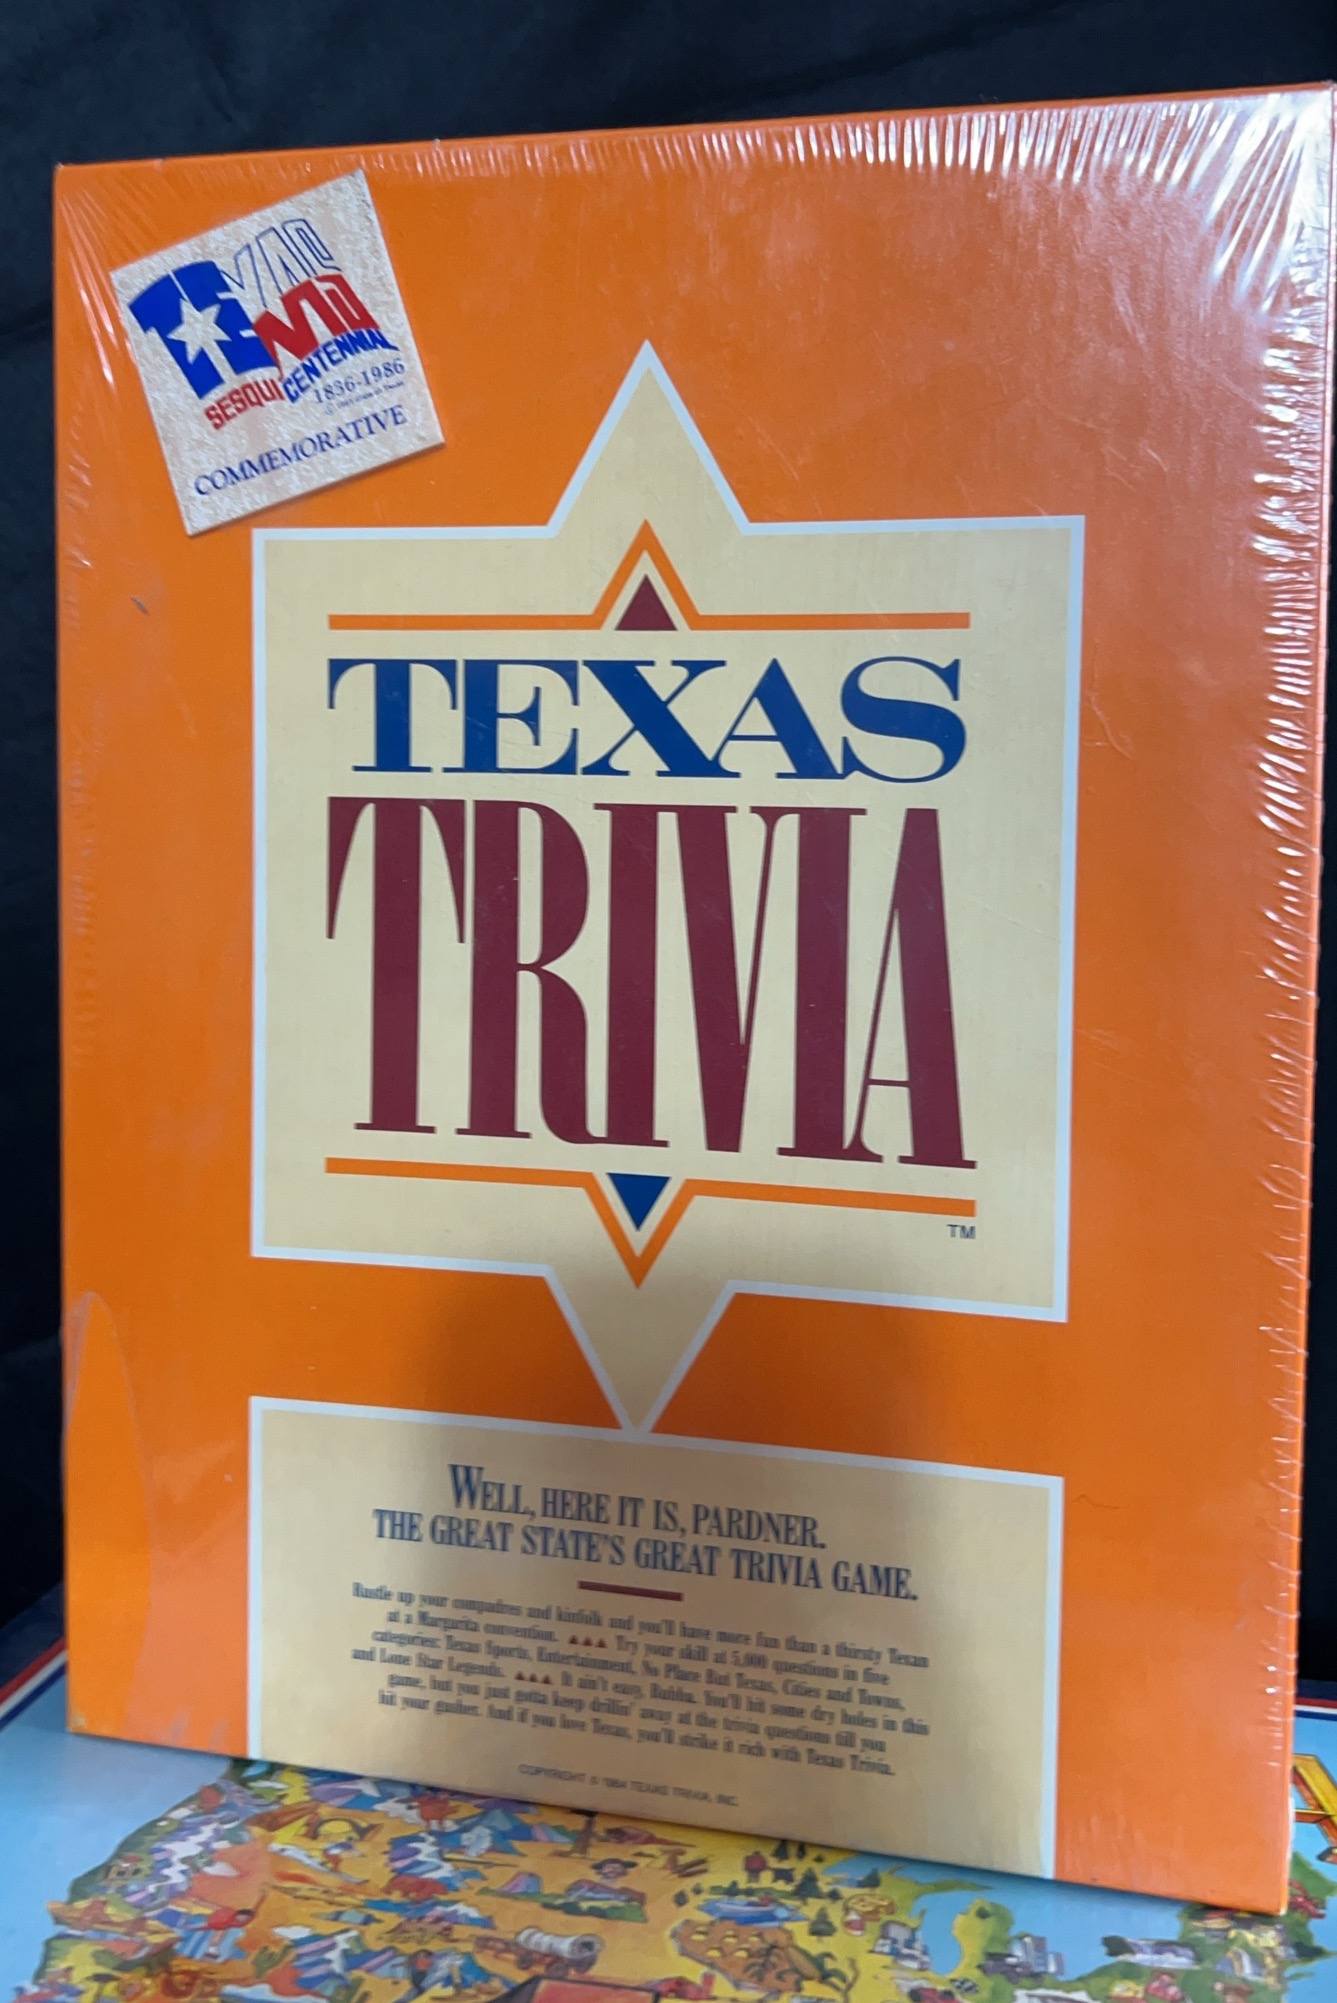 TEXAS
SESQUICENTENNIAL
1836-1986
COMMEMORATIVE
TEXAS
TRIVIA
TM
WELL, HERE IT IS, PARDNER.
THE GREAT STATE'S GREAT TRIVIA GAME.
Rustle up your compadres and kinfolk and you'll have more fun than a thirsty Texan
at a Margarita convention. ▲▲▲ Try your skill at 5,000 questions in five
categories: Texas Sports, Entertainment, No Place But Texas, Cities and Towns,
and Lone Star Legends. ▲▲▲ It ain't easy, Bubba. You'll hit some dry holes in this
game, but you just gotta keep drillin' away at the trivia questions till you
hit your gusher. And if you love Texas, you'll strike it rich with Texas Trivia.
COPYRIGHT © 1984 TEXAS TRIVIA, INC.